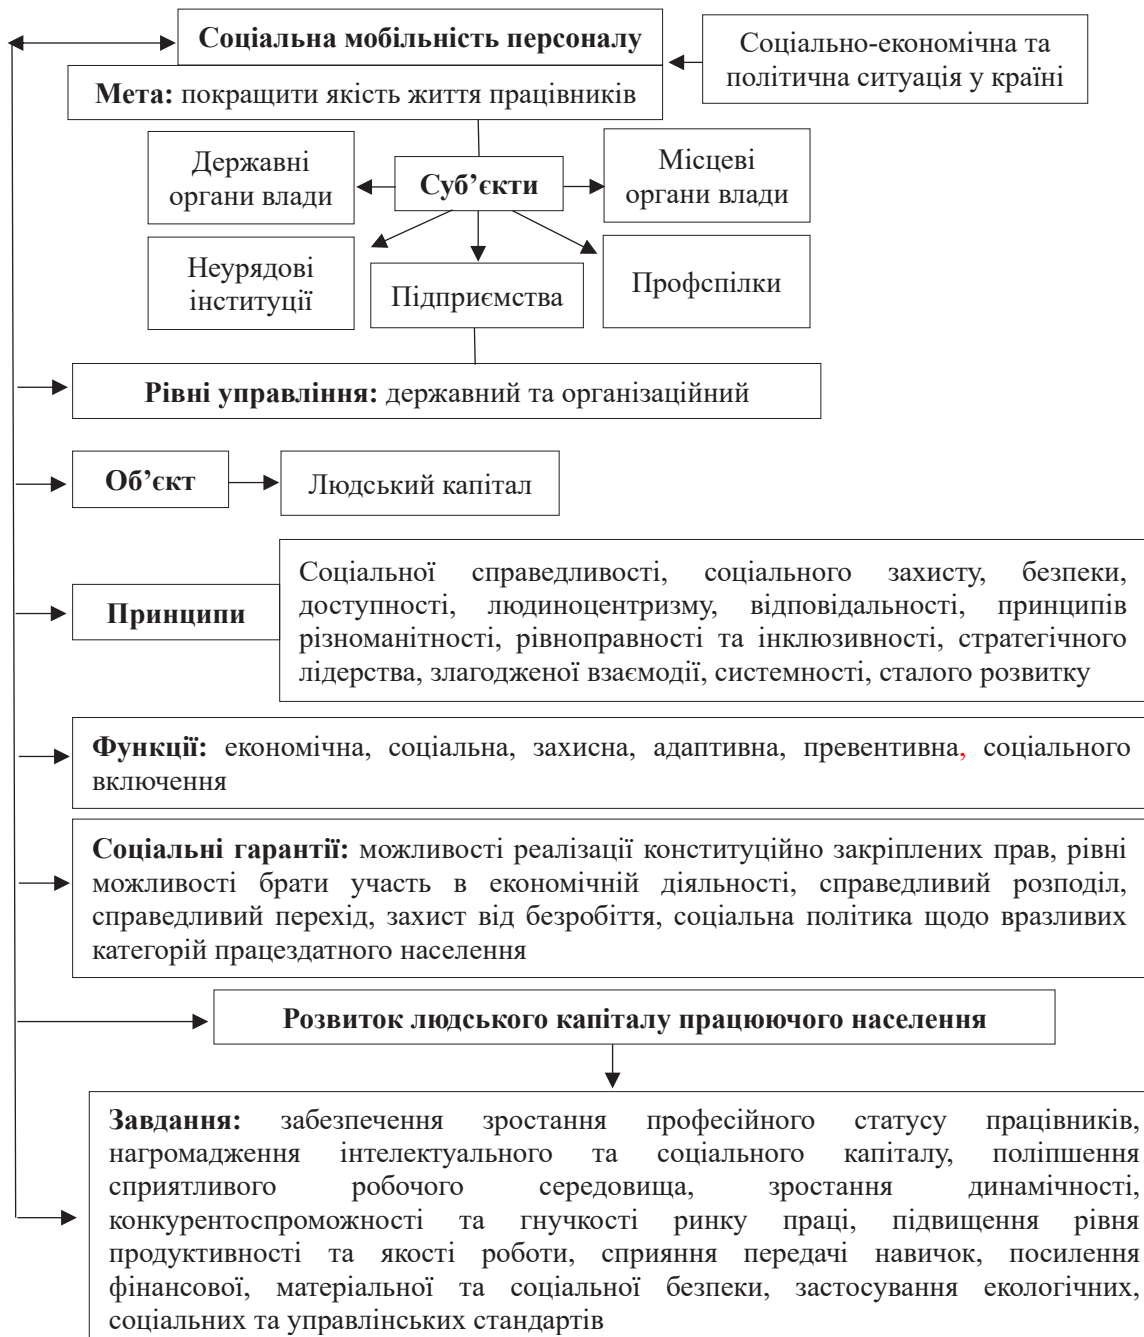 Соціальна мобільність персоналу
Соціально-економічна та
політична ситуація у країні
Мета: покращити якість життя працівників
Державні
органи влади
Суб’єкти
Місцеві
органи влади
Неурядові
інституції
Підприємства
Профспілки
Рівні управління: державний та організаційний
Об’єкт
Людський капітал
Принципи
Соціальної справедливості, соціального захисту, безпеки,
доступності, людиноцентризму, відповідальності, принципів
різноманітності, рівноправності та інклюзивності, стратегічного
лідерства, злагодженої взаємодії, системності, сталого розвитку
Функції: економічна, соціальна, захисна, адаптивна, превентивна, соціального
включення
Соціальні гарантії: можливості реалізації конституційно закріплених прав, рівні
можливості брати участь в економічній діяльності, справедливий розподіл,
справедливий перехід, захист від безробіття, соціальна політика щодо вразливих
категорій працездатного населення
Розвиток людського капіталу працюючого населення
Завдання: забезпечення зростання професійного статусу працівників,
нагромадження інтелектуального та соціального капіталу, поліпшення
сприятливого робочого середовища, зростання динамічності,
конкурентоспроможності та гнучкості ринку праці, підвищення рівня
продуктивності та якості роботи, сприяння передачі навичок, посилення
фінансової, матеріальної та соціальної безпеки, застосування екологічних,
соціальних та управлінських стандартів